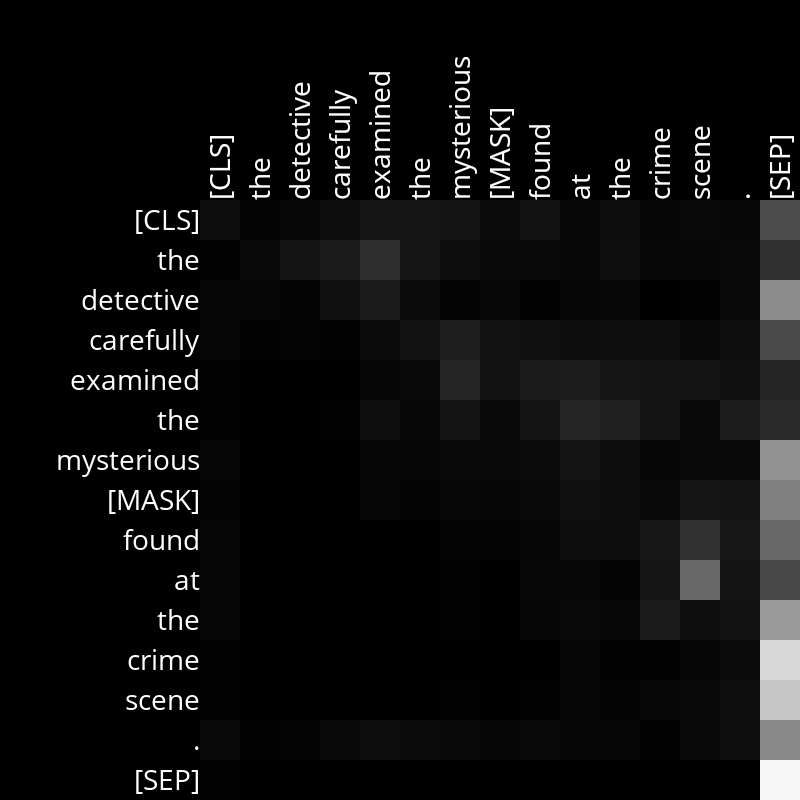 [CLS] the detective carefully examined the mysterious [MASK] found at the crime scene . [SEP]
[CLS]
the
detective
carefully
examined
the
mysterious
[MASK]
found
at
the
crime
scene
.
[SEP]